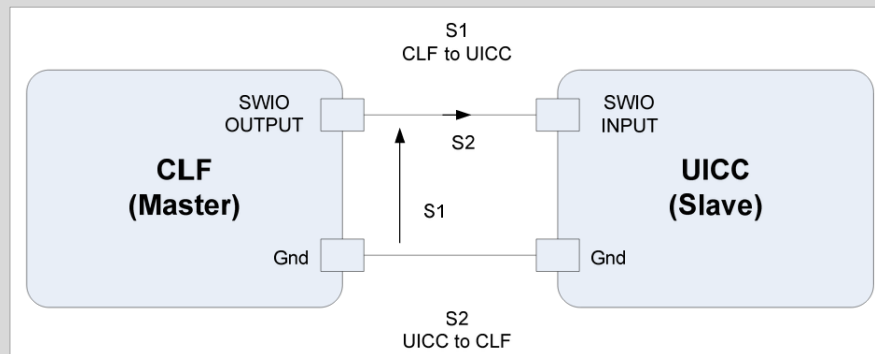 S1
CLF to UICC
SWIO
OUTPUT
SWIO
INPUT
S2
CLF
(Master)
UICC
(Slave)
S1
Gnd
Gnd
S2
UICC to CLF